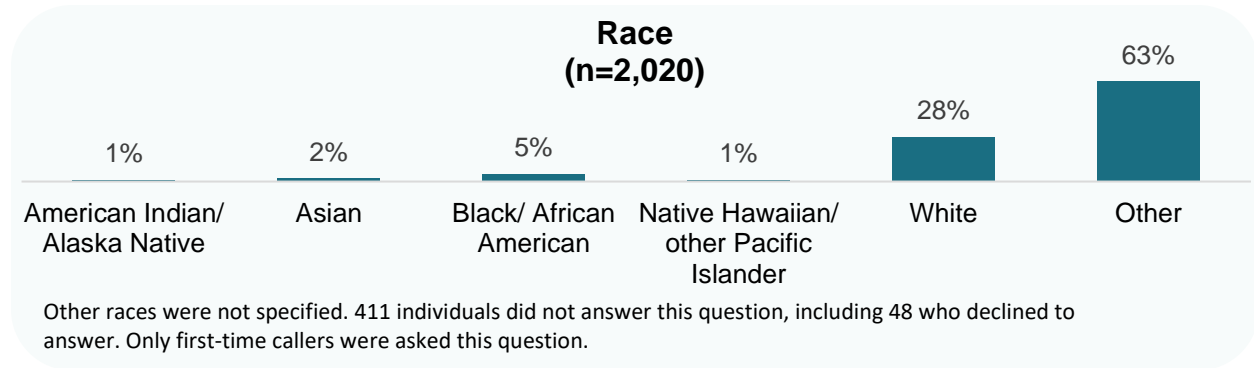 Race
(n=2,020)
1%
2%
5%
1%
28%
63%
American Indian/
Alaska Native
Asian
Black/ African
American
Native Hawaiian/
other Pacific
Islander
White
Other
Other races were not specified. 411 individuals did not answer this question, including 48 who declined to
answer. Only first-time callers were asked this question.